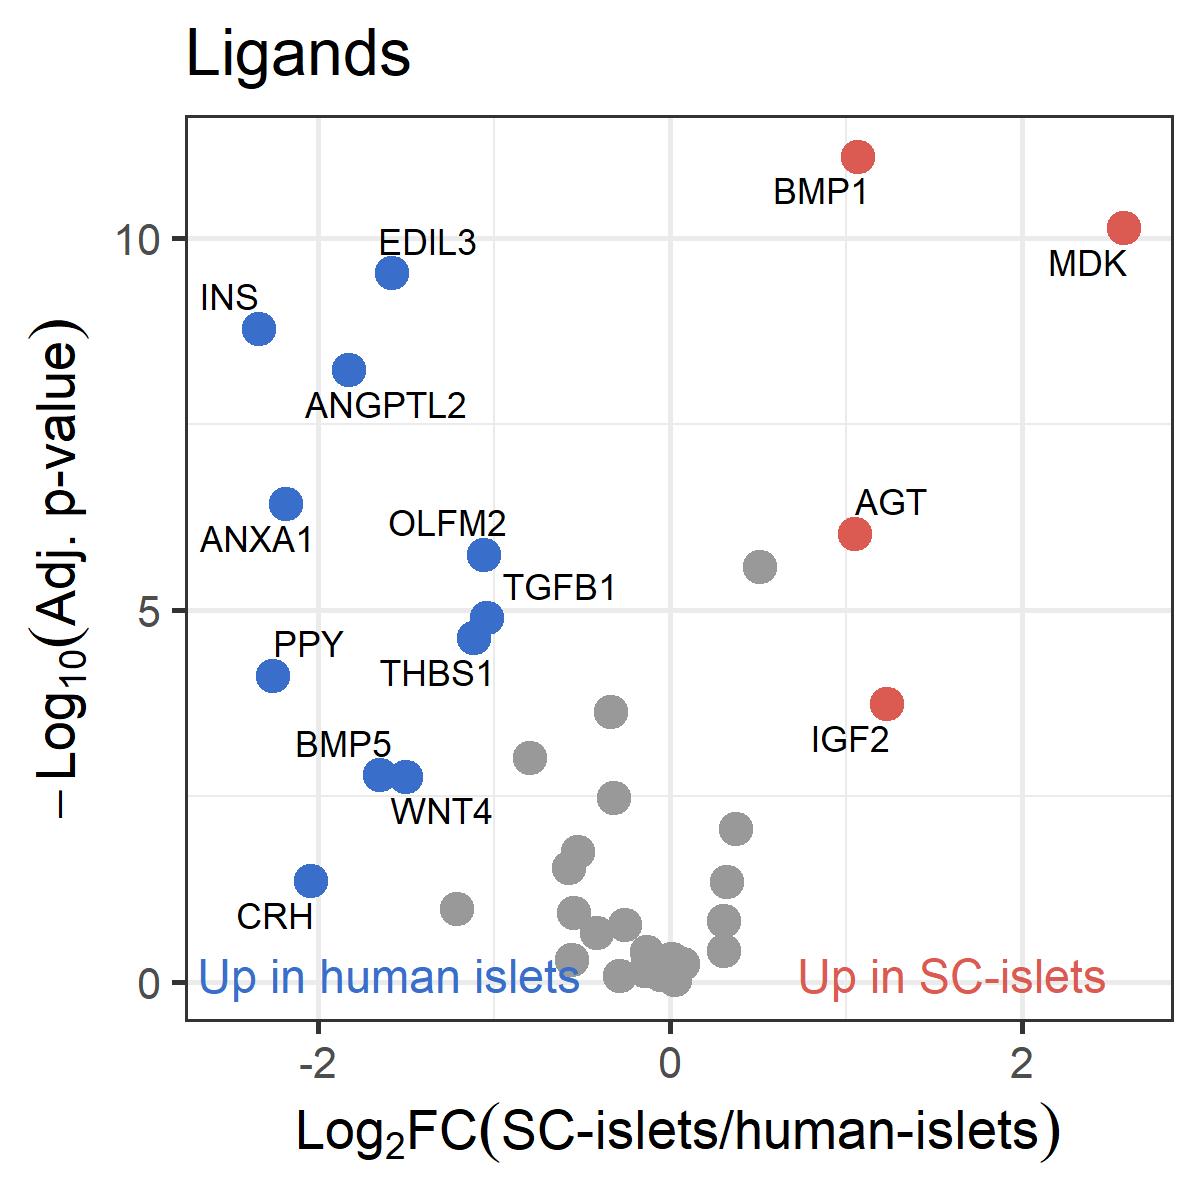 Ligands
BMP1
MDK
EDIL3
INS
ANGPTL2
ANXA1
OLFM2
AGT
TGFB1
THBS1
PPY
BMP5
WNT4
IGF2
CRH
Up in human islets
Up in SC-islets
10
5
0
-2
0
2
−Log10(Adj. p-value)
Log2FC(SC-islets/human-islets)